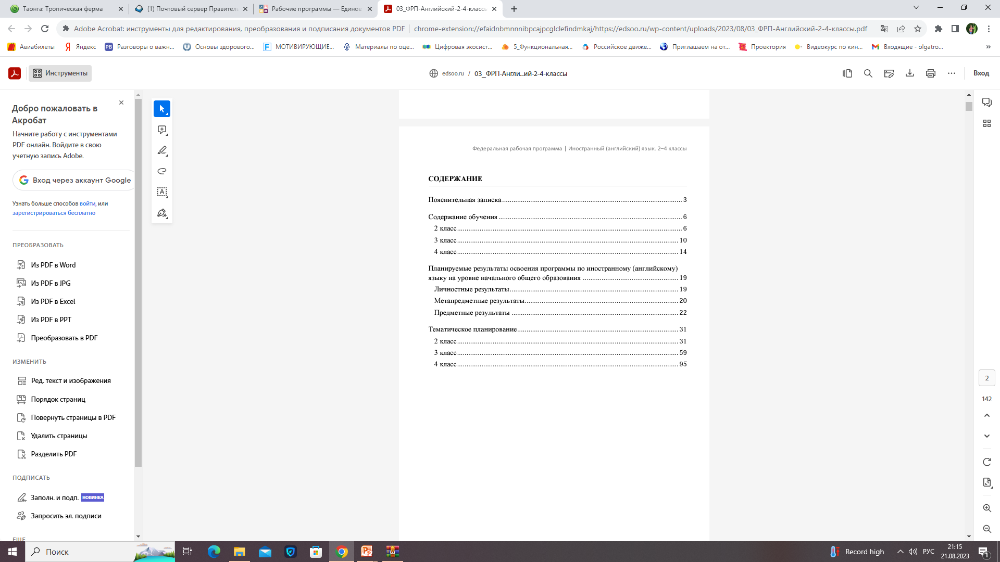 Таонга: Тропическая ферма
(1) Почтовый сервер Правитель
Рабочие программы — Единое
03_ФРП-Английский-2-4-классы
Adobe Acrobat: инструменты для редактирования, преобразования и подписания документов PDF | chrome-extension://efaidnbmnnnibpcajpcglclefindmkaj/https://edsoo.ru/wp-content/uploads/2023/08/03_ФРП-Английский-2-4-классы.pdf
Авиабилеты
Яндекс
Разговоры о важн...
Основы здорового...
МОТИВИРУЮЩИЕ...
Материалы по оце...
Цифровая экосист...
5_Функциональная...
Российское движе...
Приглашаем на от...
Проектория
Видеокурс по кин...
Входящие - olgatro...
»
Инструменты
edsoo.ru / 03_ФРП-Англи...ий-2-4-классы
Вход
Добро пожаловать в
Акробат
Начните работу с инструментами
PDF онлайн. Войдите в свою
учетную запись Adobe.
Вход через аккаунт Google
Узнать больше способов войти, или
зарегистрироваться бесплатно
ПРЕОБРАЗОВАТЬ
Из PDF в Word
Из PDF в JPG
Из PDF в Excel
Из PDF в PPT
Преобразовать в PDF
ИЗМЕНИТЬ
Ред. текст и изображения
Порядок страниц
Повернуть страницы в PDF
Удалить страницы
Разделить PDF
ПОДПИСАТЬ
Заполн. и подп. НОВИНКА
Запросить эл. подписи
ЕЩЕ
Федеральная рабочая программа | Иностранный (английский) язык. 2–4 классы
СОДЕРЖАНИЕ
Пояснительная записка ........ 3
Содержание обучения ........ 6
2 класс ........ 6
3 класс ........ 10
4 класс ........ 14
Планируемые результаты освоения программы по иностранному (английскому)
языку на уровне начального общего образования ........ 19
Личностные результаты ........ 19
Метапредметные результаты ........ 20
Предметные результаты ........ 22
Тематическое планирование ........ 31
2 класс ........ 31
3 класс ........ 59
4 класс ........ 95
2
142
Поиск
Record high
РУС
21:15
21.08.2023
1